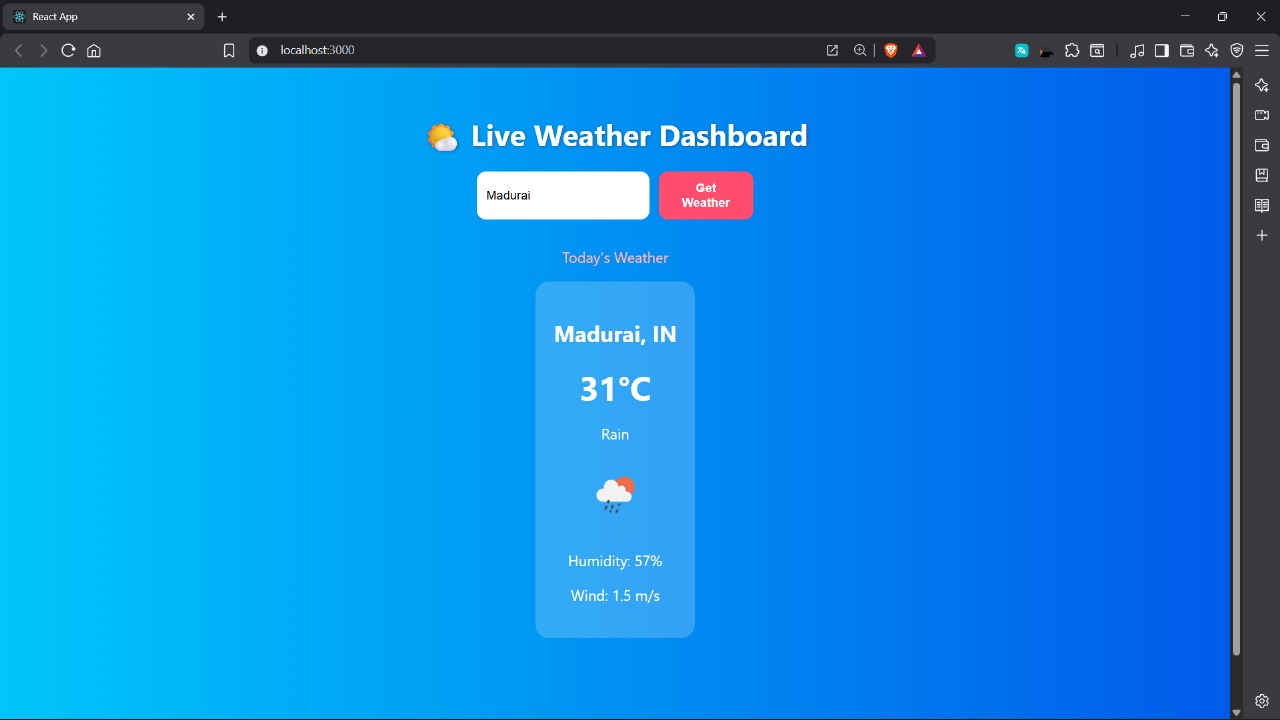 React App
localhost:3000
Live Weather Dashboard
Madurai
Get
Weather
Today's Weather
Madurai, IN
31°C
Rain
Humidity: 57%
Wind: 1.5 m/s